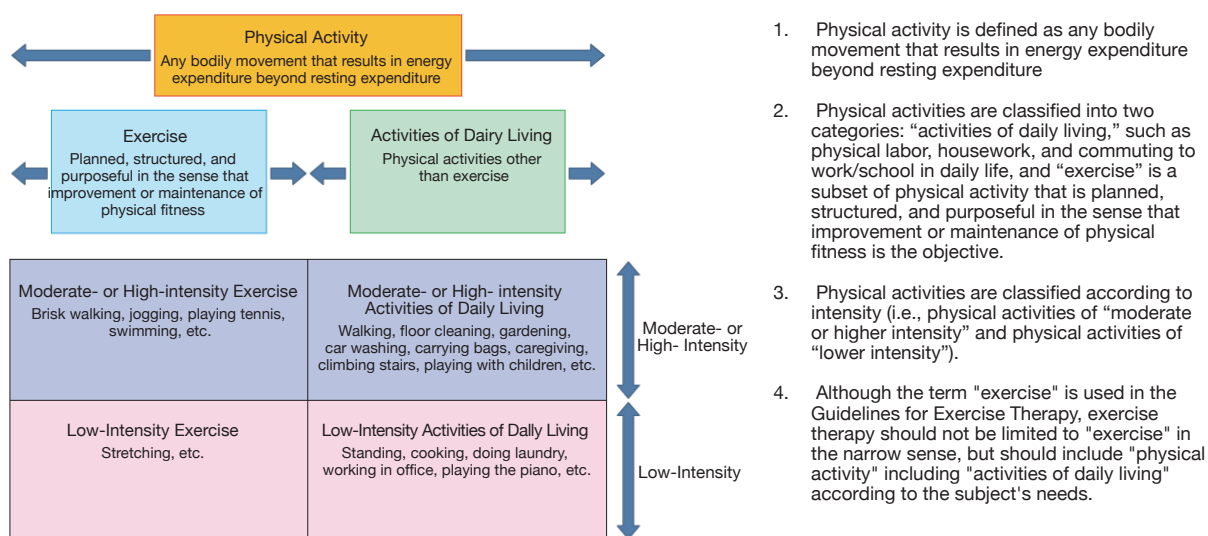 Physical Activity
Any bodily movement that results in energy
expenditure beyond resting expenditure
Exercise
Planned, structured, and
purposeful in the sense that
improvement or maintenance of
physical fitness
Activities of Dairy Living
Physical activities other
than exercise
Moderate- or High-intensity Exercise
Brisk walking, jogging, playing tennis,
swimming, etc.
Moderate- or High- intensity
Activities of Daily Living
Walking, floor cleaning, gardening,
car washing, carrying bags, caregiving,
climbing stairs, playing with children, etc.
Moderate- or
High- Intensity
Low-Intensity Exercise
Stretching, etc.
Low-Intensity Activities of Dally Living
Standing, cooking, doing laundry,
working in office, playing the piano, etc.
Low-Intensity
1. Physical activity is defined as any bodily
movement that results in energy expenditure
beyond resting expenditure
2. Physical activities are classified into two
categories: “activities of daily living,” such as
physical labor, housework, and commuting to
work/school in daily life, and “exercise” is a
subset of physical activity that is planned,
structured, and purposeful in the sense that
improvement or maintenance of physical
fitness is the objective.
3. Physical activities are classified according to
intensity (i.e., physical activities of “moderate
or higher intensity” and physical activities of
“lower intensity”).
4. Although the term "exercise" is used in the
Guidelines for Exercise Therapy, exercise
therapy should not be limited to "exercise" in
the narrow sense, but should include "physical
activity" including "activities of daily living"
according to the subject's needs.